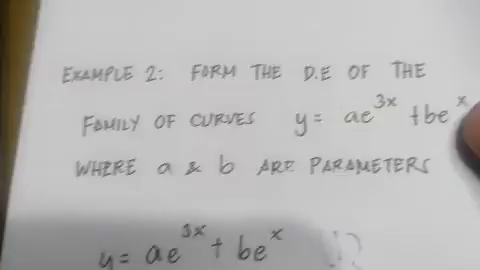 EXAMPLE 2: FORM THE D.E OF THE
FAMILY OF CURVES y = ae^3x + be^x
WHERE a & b ARE PARAMETERS
y = ae^3x + be^x